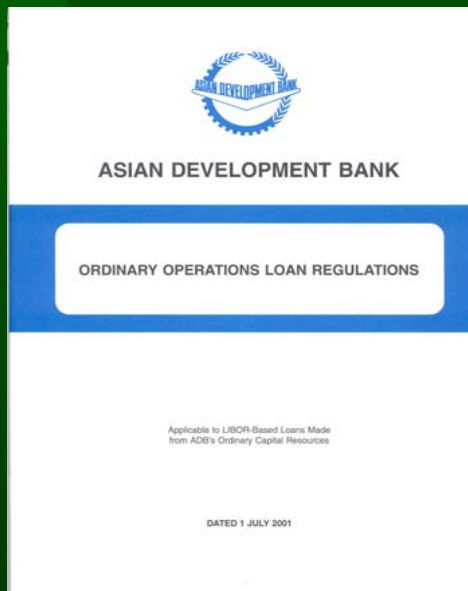 ASIAN DEVELOPMENT BANK
ASIAN DEVELOPMENT BANK
ORDINARY OPERATIONS LOAN REGULATIONS
Applicable to LIBOR-Based Loans Made
from ADB's Ordinary Capital Resources
DATED 1 JULY 2001